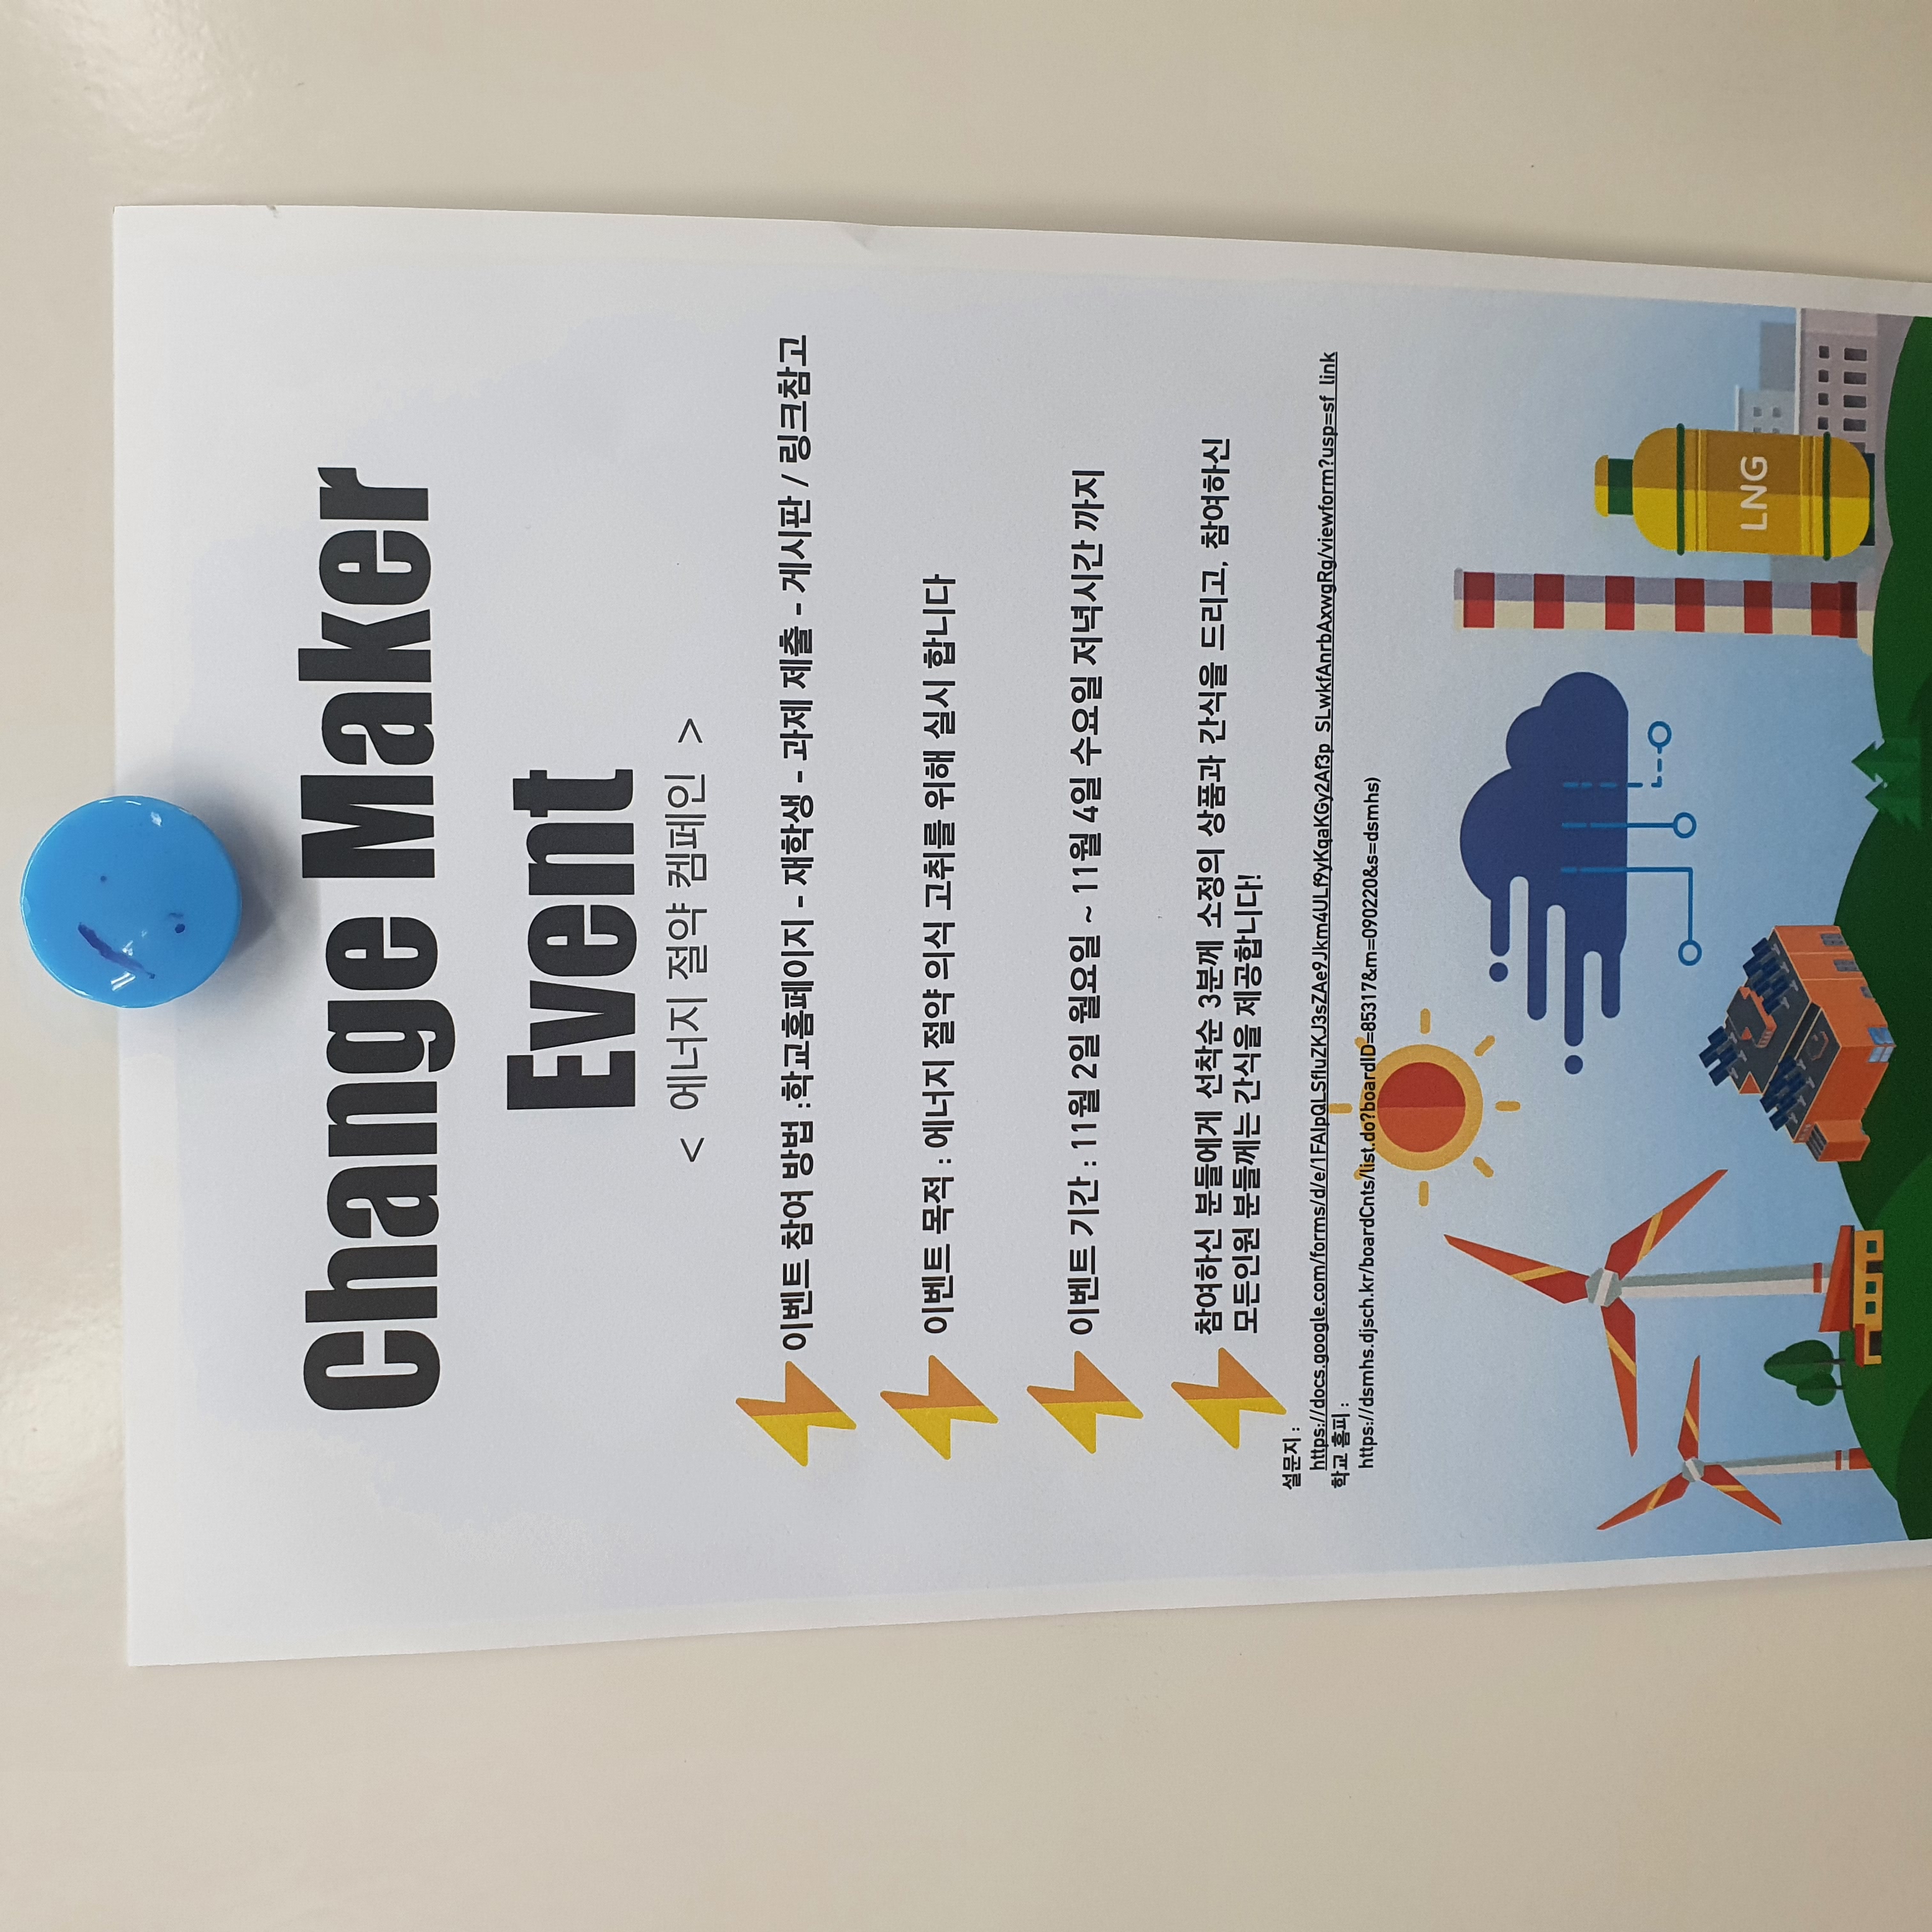 Change Maker
Event
< 에너지 절약 켐페인 >
이벤트 참여 방법 :학교홈페이지 - 재학생 - 과제 제출 - 게시판 / 링크참고
이벤트 목적 : 에너지 절약 의식 고취를 위해 실시 합니다
이벤트 기간 : 11월 2일 월요일 ~ 11월 4일 수요일 저녁시간 까지
참여하신 분들에게 선착순 3분께 소정의 상품과 간식을 드리고, 참여하신
모든인원 분들께는 간식을 제공합니다!
설문지 :
https://docs.google.com/forms/d/e/1FAIpQLSfluZKJ3sZAe9Jkm4ULf9yKqaKGy2Af3p_SLwkfAnrbAxwgRg/viewform?usp=sf_link
학교 홈피 :
https://dsmhs.djsch.kr/boardCnts/list.do?boardID=85317&m=090220&s=dsmhs)
LNG